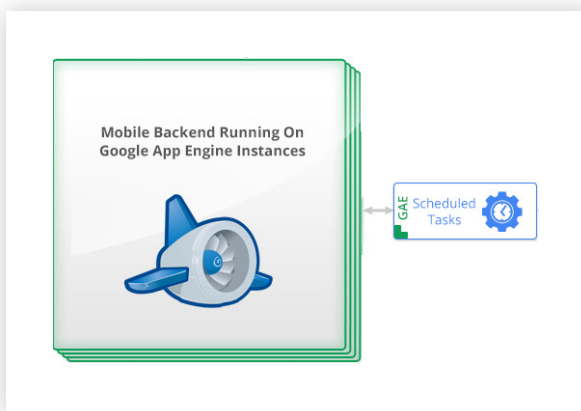 Mobile Backend Running On
Google App Engine Instances
GAE
Scheduled
Tasks